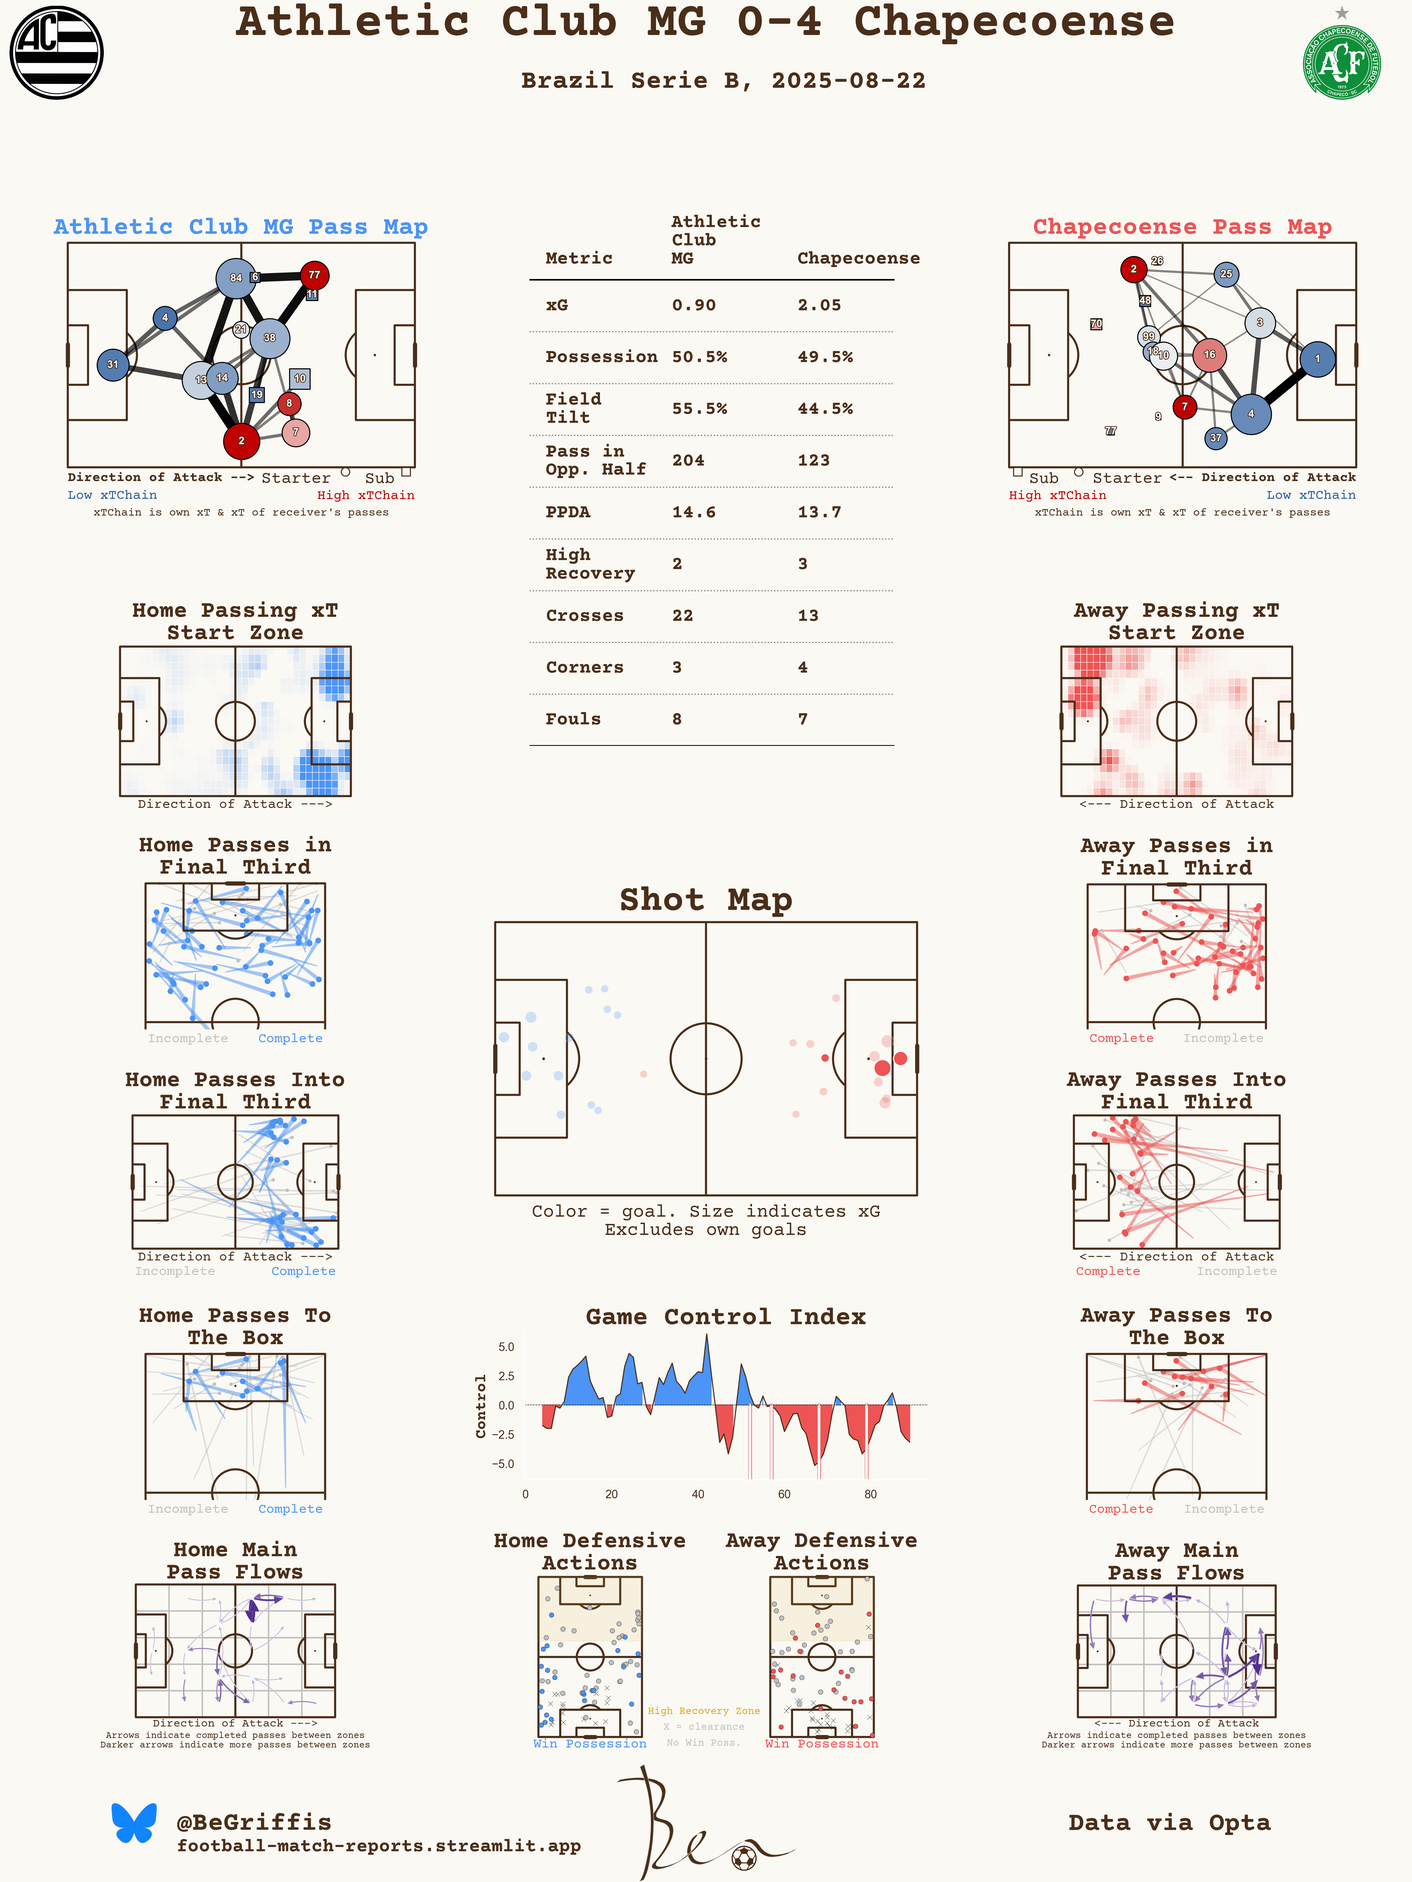 Athletic Club MG 0-4 Chapecoense
Brazil Serie B, 2025-08-22
AC
ASSOCIAÇÃO CHAPECOENSE DE FUTEBOL
ACF
1973
CHAPECÓ - SC
Athletic Club MG Pass Map
84 6 77
11
4
21
38
31
13 14 10
19
8
7
2
Direction of Attack --> Starter Sub
Low xTChain High xTChain
xTChain is own xT & xT of receiver's passes
Metric Athletic Club MG Chapecoense
xG 0.90 2.05
Possession 50.5% 49.5%
Field Tilt 55.5% 44.5%
Pass in Opp. Half 204 123
PPDA 14.6 13.7
High Recovery 2 3
Crosses 22 13
Corners 3 4
Fouls 8 7
Chapecoense Pass Map
26
2
25
48
70
3
99
18 10 16 1
7
9 4
77
37
Sub Starter <-- Direction of Attack
High xTChain Low xTChain
xTChain is own xT & xT of receiver's passes
Home Passing xT
Start Zone
Direction of Attack --->
Away Passing xT
Start Zone
<--- Direction of Attack
Home Passes in
Final Third
Incomplete Complete
Away Passes in
Final Third
Complete Incomplete
Shot Map
Color = goal. Size indicates xG
Excludes own goals
Home Passes Into
Final Third
Direction of Attack --->
Incomplete Complete
Away Passes Into
Final Third
<--- Direction of Attack
Complete Incomplete
Home Passes To
The Box
Incomplete Complete
Game Control Index
Control
5.0
2.5
0.0
−2.5
−5.0
0 20 40 60 80
Away Passes To
The Box
Complete Incomplete
Home Main
Pass Flows
Direction of Attack --->
Arrows indicate completed passes between zones
Darker arrows indicate more passes between zones
Home Defensive
Actions
Win Possession
High Recovery Zone
X = clearance
No Win Poss.
Away Defensive
Actions
Win Possession
Away Main
Pass Flows
<--- Direction of Attack
Arrows indicate completed passes between zones
Darker arrows indicate more passes between zones
@BeGriffis
football-match-reports.streamlit.app
Ben
Data via Opta